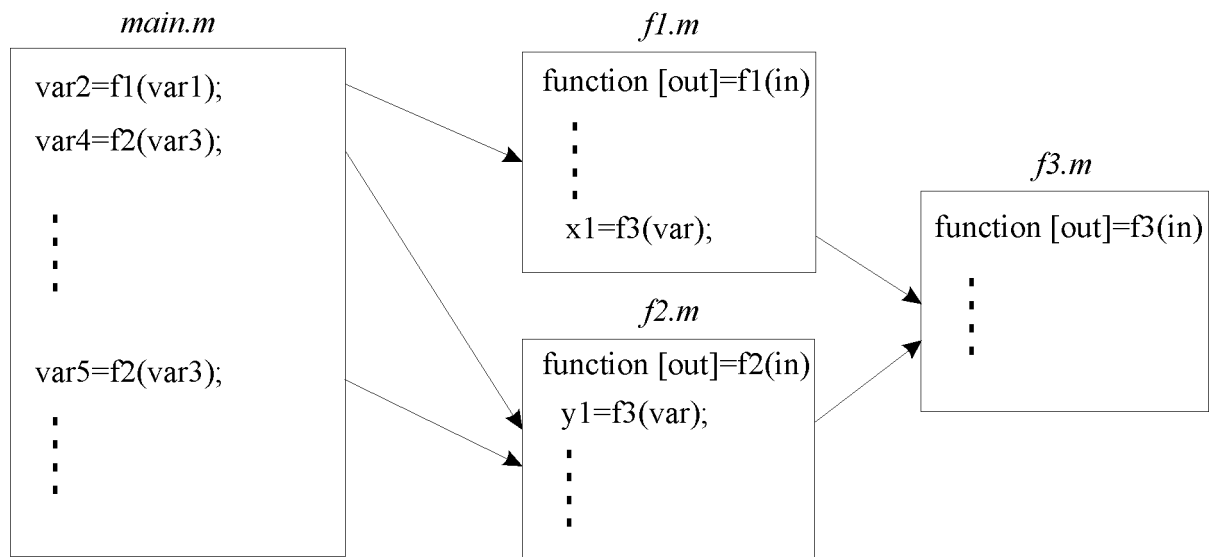 main.m
var2=f1(var1);
var4=f2(var3);
var5=f2(var3);
f1.m
function [out]=f1(in)
x1=f3(var);
f2.m
function [out]=f2(in)
y1=f3(var);
f3.m
function [out]=f3(in)